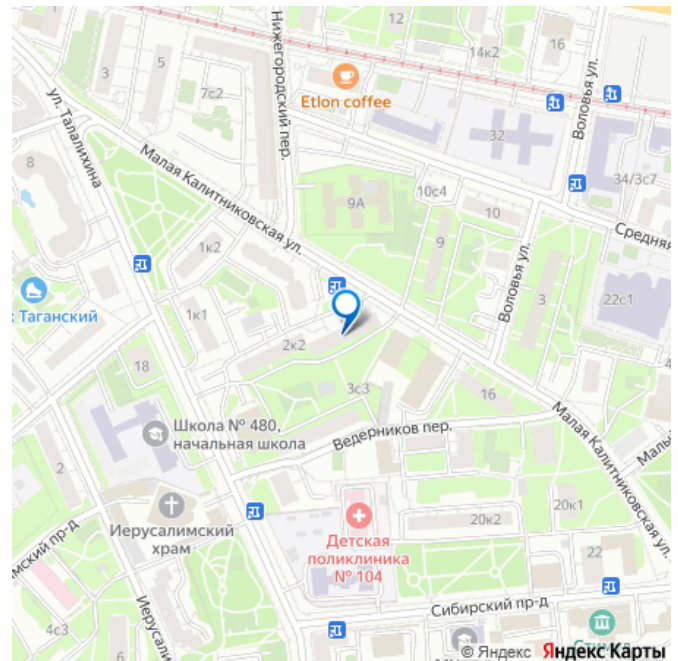 12
14к2
16
3
5
7с2
Нижегородский пер.
Etlon coffee
Воловья ул.
32
34/3с7
ул. Талалихина
8
Малая Калитниковская ул.
9А
10с4
10
Средняя
1к2
9
Воловья ул.
3
22с1
Таганский
1к1
2к2
18
3с3
16
4
Школа № 480,
начальная школа
Ведерников пер.
Малая Калитниковская ул.
2
Иерусалимский
храм
Детская
поликлиника
№ 104
20к2
20к1
22
Сибирский пр-д
4с3
© Яндекс Яндекс Карты